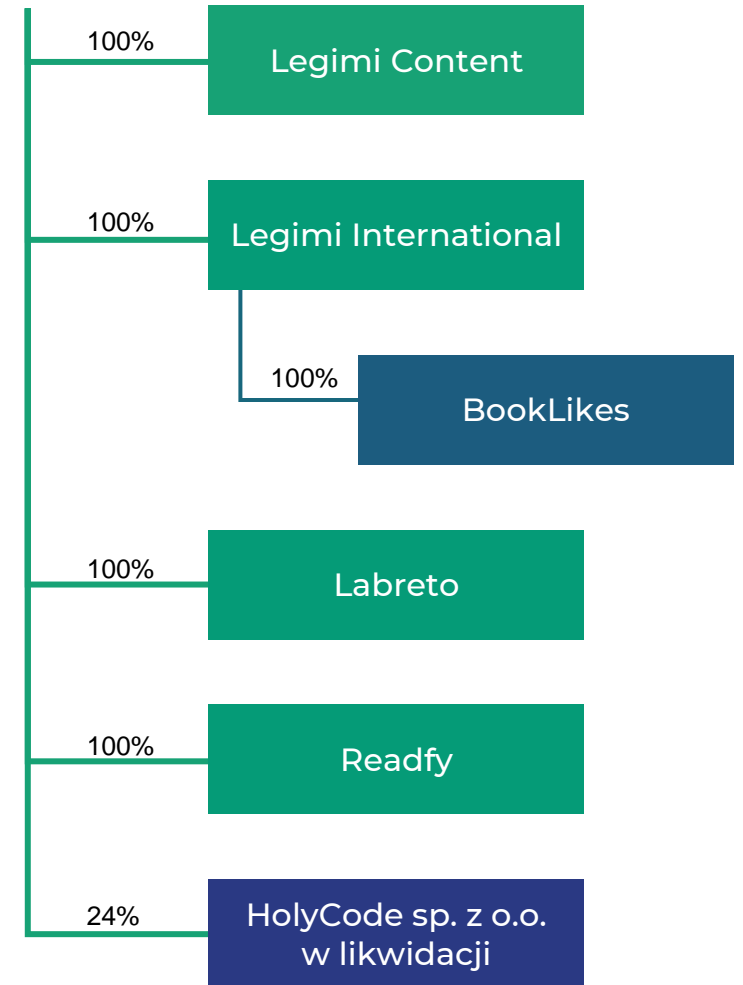 100%
Legimi Content
100%
Legimi International
100%
BookLikes
100%
Labreto
100%
Readfy
24%
HolyCode sp. z o.o.
w likwidacji